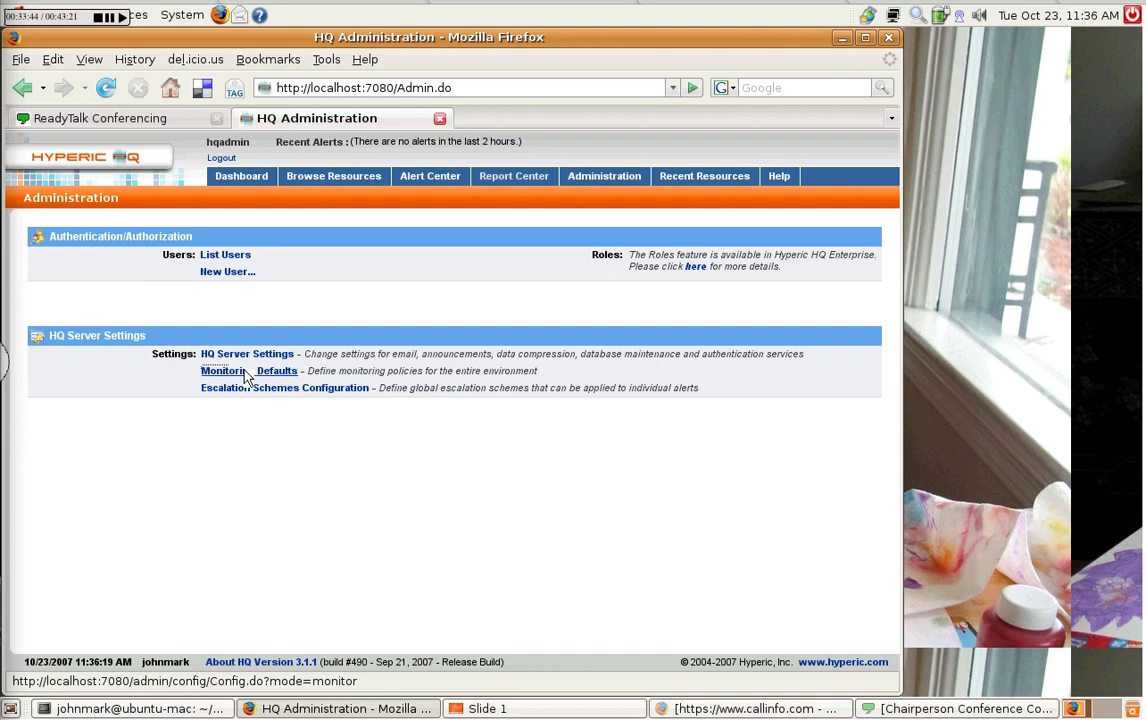 00:33:44 / 00:43:21
System
Tue Oct 23, 11:36 AM
HQ Administration - Mozilla Firefox
File Edit View History del.icio.us Bookmarks Tools Help
TAG
http://localhost:7080/Admin.do
G
Google
ReadyTalk Conferencing
HQ Administration
hqadmin
Recent Alerts : (There are no alerts in the last 2 hours.)
Logout
HYPERIC HQ
Dashboard Browse Resources Alert Center Report Center Administration Recent Resources Help
Administration
Authentication/Authorization
Users: List Users
New User...
Roles: The Roles feature is available in Hyperic HQ Enterprise.
Please click here for more details.
HQ Server Settings
Settings: HQ Server Settings - Change settings for email, announcements, data compression, database maintenance and authentication services
Monitoring Defaults - Define monitoring policies for the entire environment
Escalation Schemes Configuration - Define global escalation schemes that can be applied to individual alerts
10/23/2007 11:36:19 AM johnmark About HQ Version 3.1.1 (build #490 - Sep 21, 2007 - Release Build) © 2004-2007 Hyperic, Inc. www.hyperic.com
http://localhost:7080/admin/config/Config.do?mode=monitor
johnmark@ubuntu-mac: ~/...
HQ Administration - Mozilla ...
Slide 1
[https://www.callinfo.com - ...
[Chairperson Conference Co...